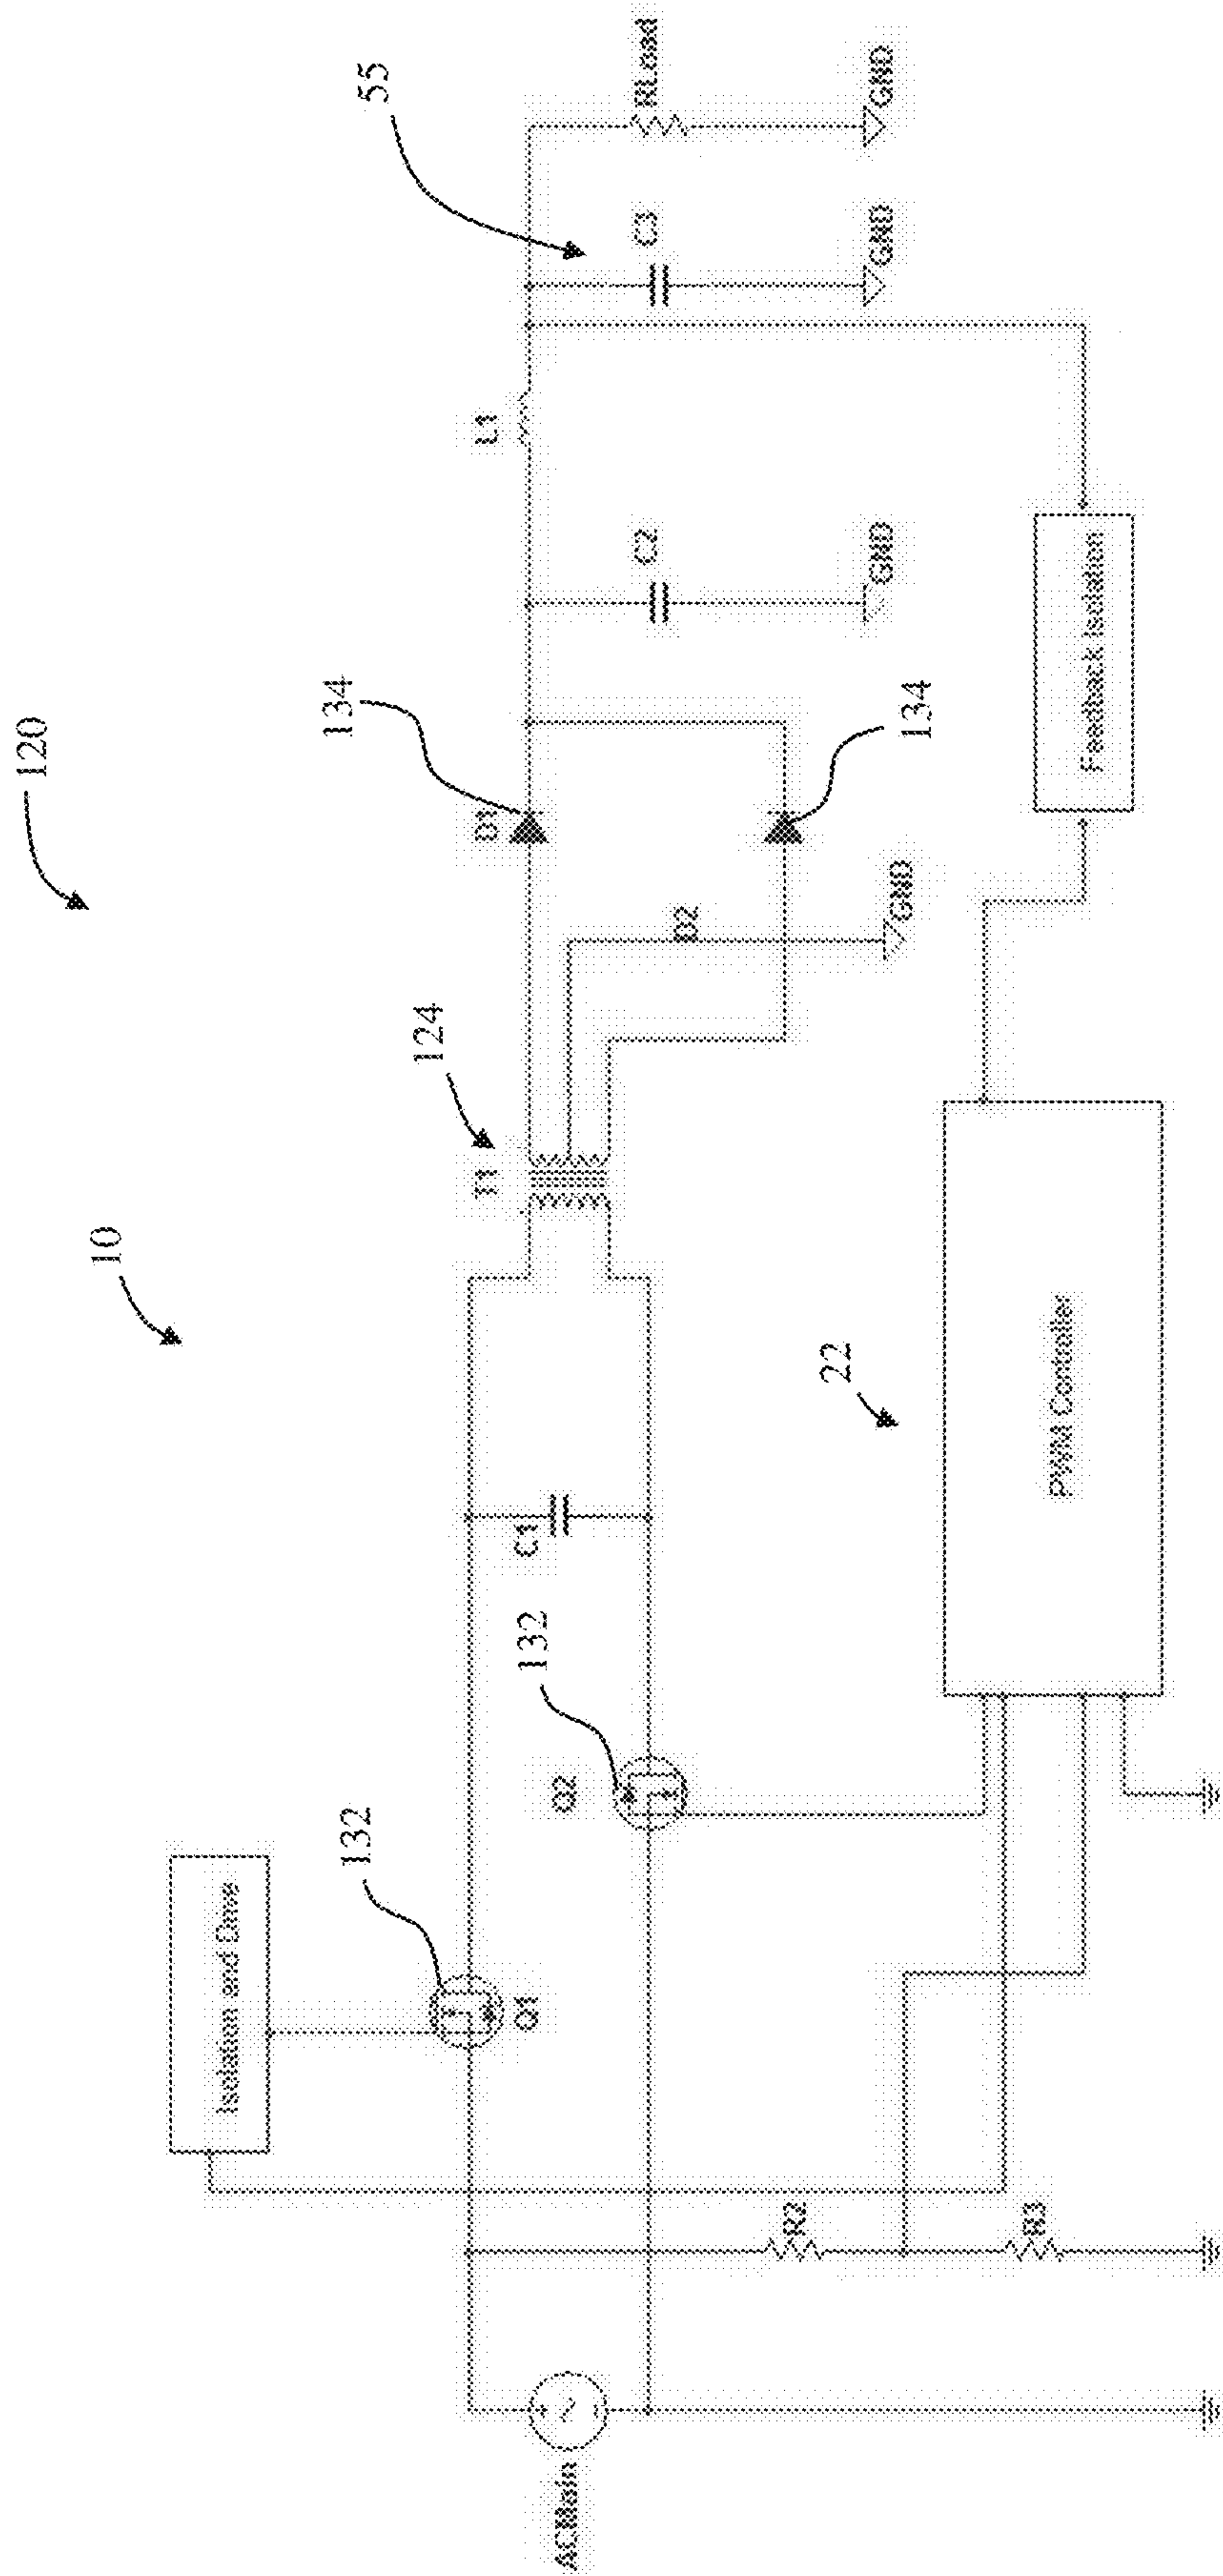 120
10
55
Isolation and Drive
132
Q1
132
Q2
C1
124
T1
134
D1
134
D2
GND
L1
C2
GND
C3
GND
RLoad
GND
ACMain
R2
R3
22
PWM Controller
Feedback Isolation